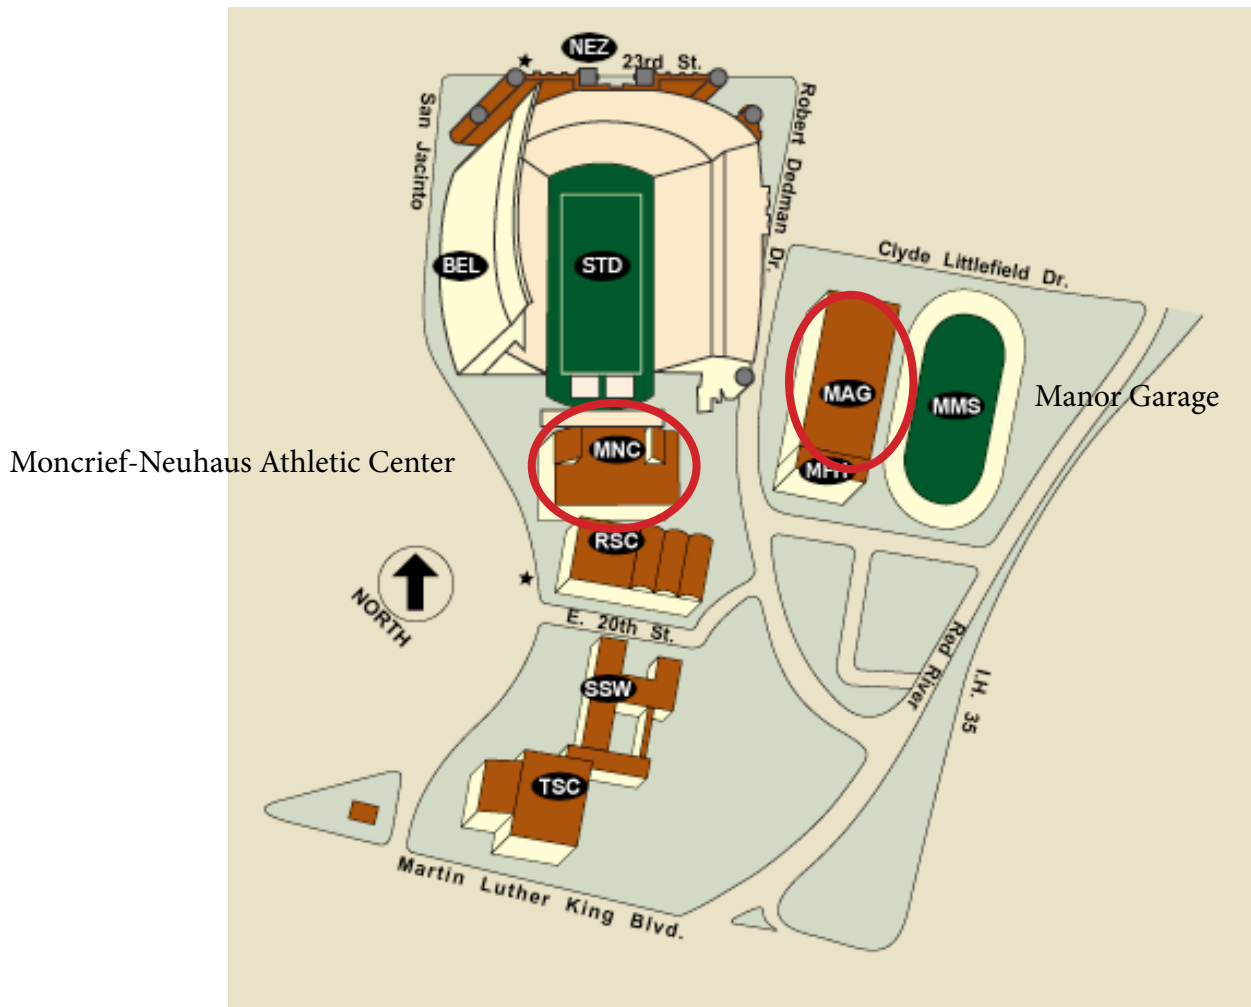 NEZ
23rd St.
San Jacinto
Robert Dedman Dr.
BEL
STD
Clyde Littlefield Dr.
MAG
MMS
Manor Garage
MNC
Moncrief-Neuhaus Athletic Center
MFH
RSC
NORTH
E. 20th St.
Red River
I.H. 35
SSW
TSC
Martin Luther King Blvd.